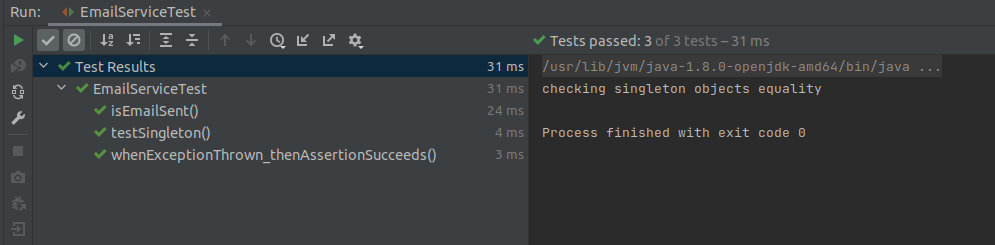 Run: EmailServiceTest
Tests passed: 3 of 3 tests – 31 ms
Test Results 31 ms
EmailServiceTest 31 ms
isEmailSent() 24 ms
testSingleton() 4 ms
whenExceptionThrown_thenAssertionSucceeds() 3 ms
/usr/lib/jvm/java-1.8.0-openjdk-amd64/bin/java ...
checking singleton objects equality
Process finished with exit code 0